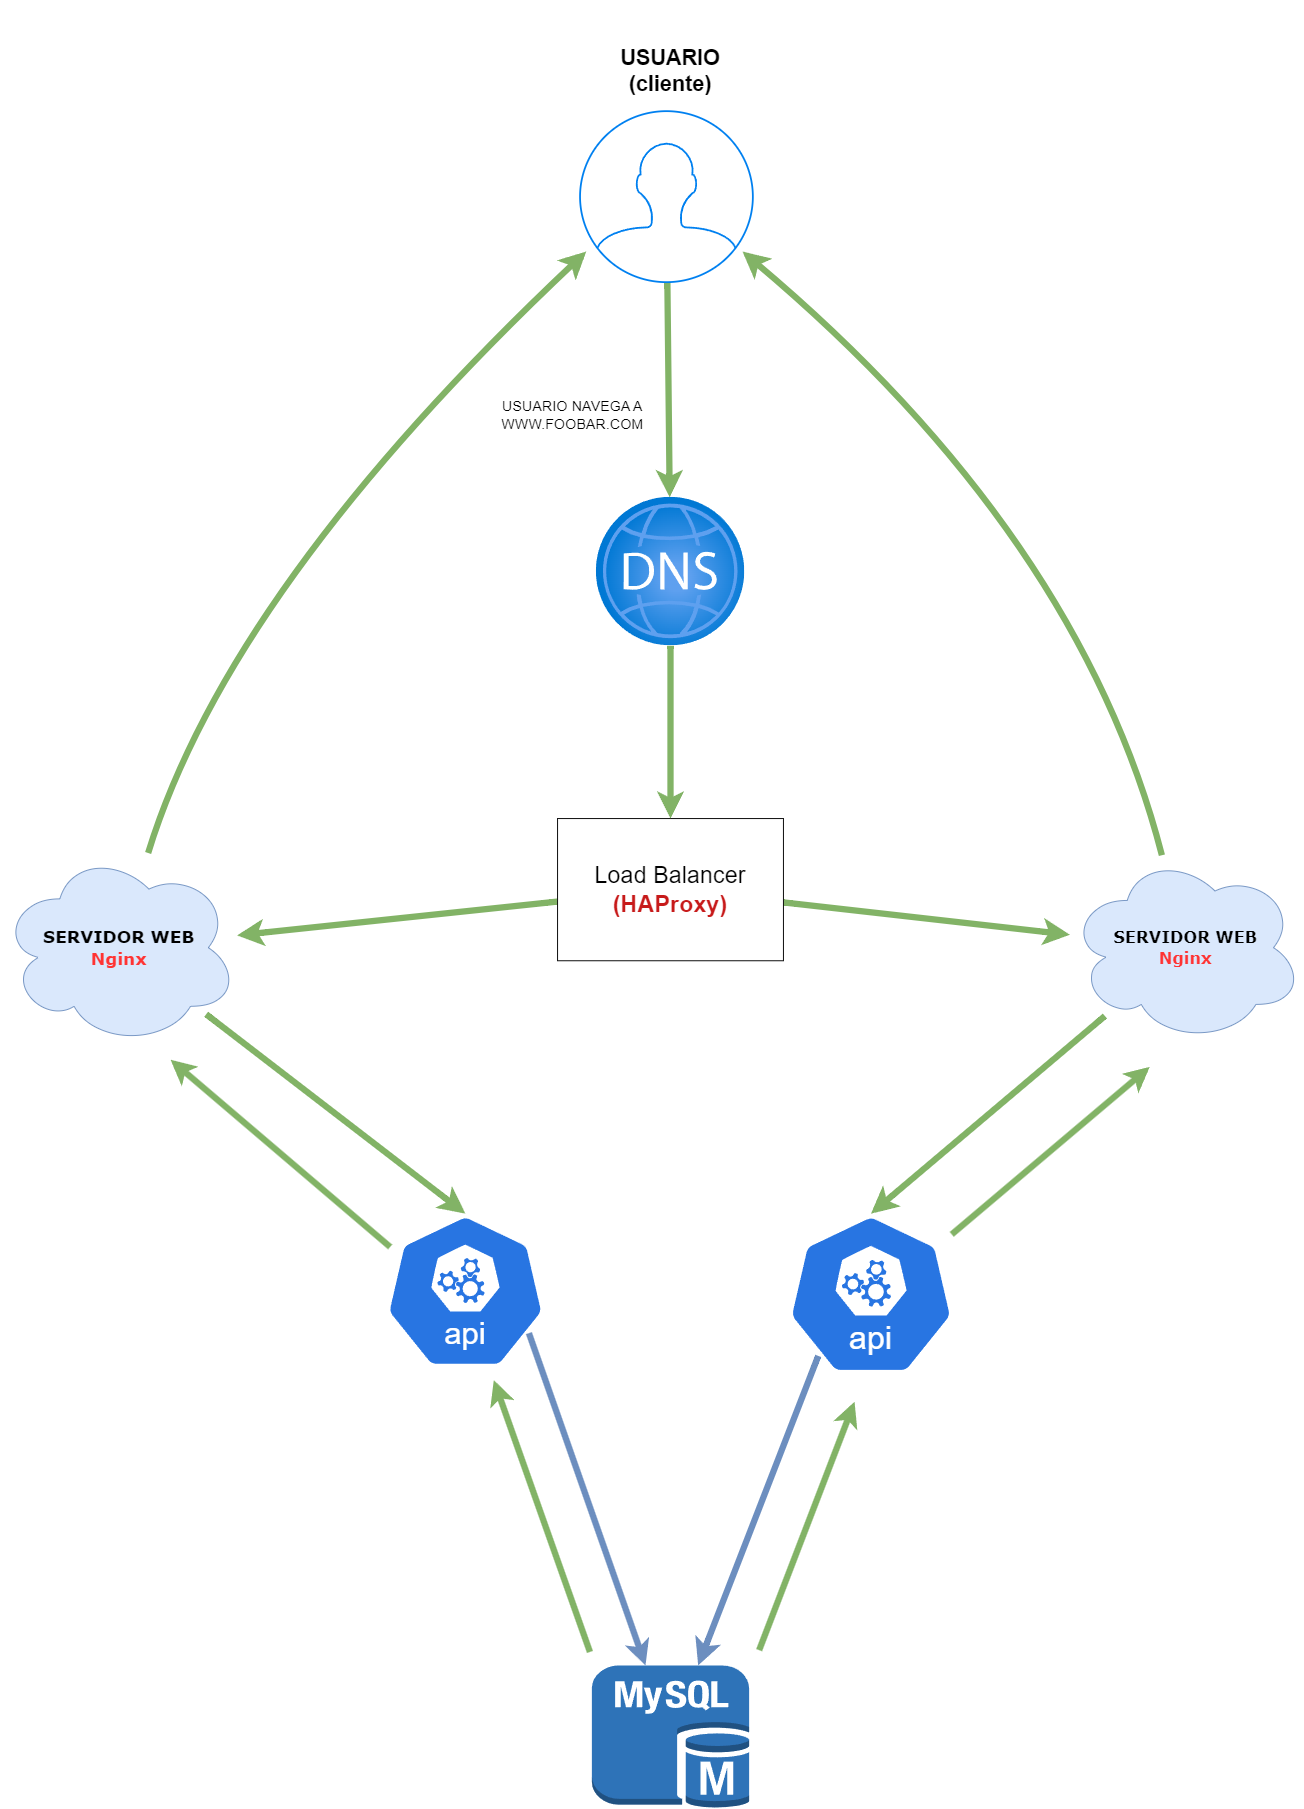 USUARIO
(cliente)
USUARIO NAVEGA A
WWW.FOOBAR.COM
DNS
Load Balancer
(HAProxy)
SERVIDOR WEB
Nginx
SERVIDOR WEB
Nginx
api
api
MySQL
M